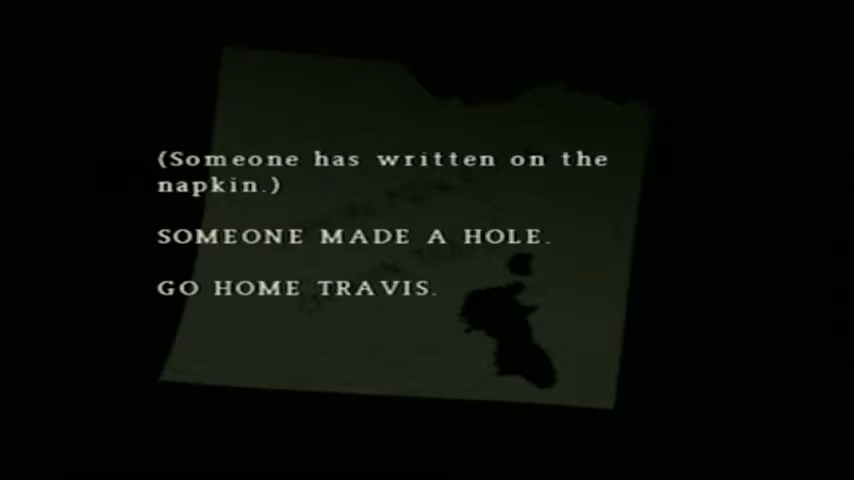 (Someone has written on the
napkin.)
SOMEONE MADE A HOLE.
GO HOME TRAVIS.